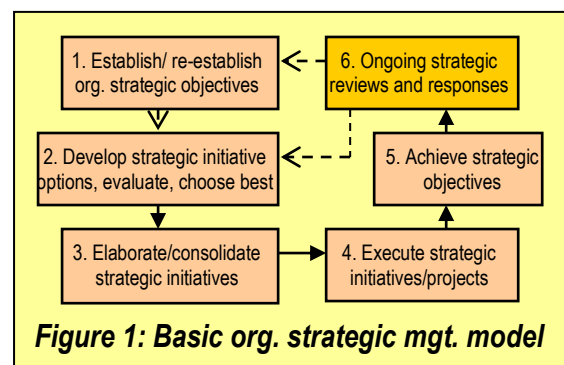 1. Establish/ re-establish
org. strategic objectives
6. Ongoing strategic
reviews and responses
2. Develop strategic initiative
options, evaluate, choose best
5. Achieve strategic
objectives
3. Elaborate/consolidate
strategic initiatives
4. Execute strategic
initiatives/projects
Figure 1: Basic org. strategic mgt. model